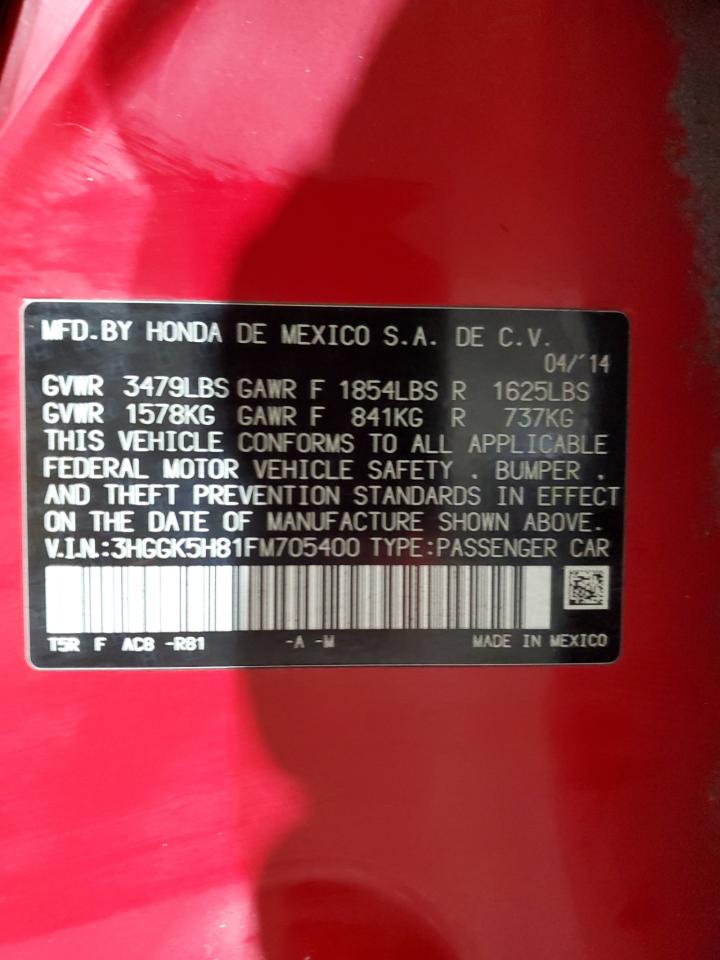 MFD.BY HONDA DE MEXICO S.A. DE C.V.
04/'14
GVWR 3479LBS GAWR F 1854LBS R 1625LBS
GVWR 1578KG GAWR F 841KG R 737KG
THIS VEHICLE CONFORMS TO ALL APPLICABLE
FEDERAL MOTOR VEHICLE SAFETY , BUMPER ,
AND THEFT PREVENTION STANDARDS IN EFFECT
ON THE DATE OF MANUFACTURE SHOWN ABOVE.
V.I.N.:3HGGK5H81FM705400 TYPE:PASSENGER CAR
T5R F AC8 -R81 -A -M MADE IN MEXICO